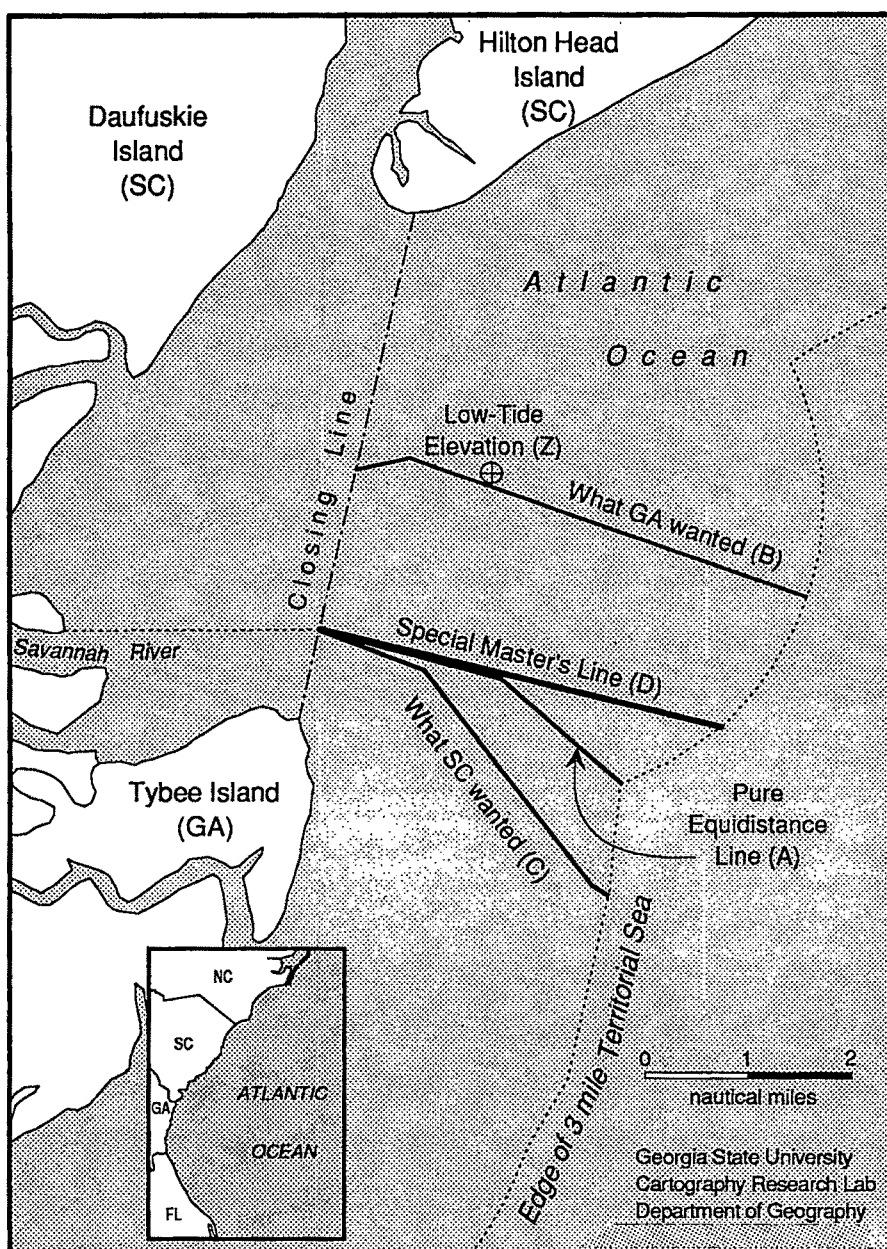 Hilton Head
Island
(SC)
Daufuskie
Island
(SC)
Atlantic
Ocean
Closing Line
Low-Tide
Elevation (Z)
What GA wanted (B)
Special Master's Line (D)
Savannah River
What SC wanted (C)
Tybee Island
(GA)
Pure
Equidistance
Line (A)
Edge of 3 mile Territorial Sea
NC
SC
GA
FL
ATLANTIC
OCEAN
0 1 2
nautical miles
Georgia State University
Cartography Research Lab
Department of Geography